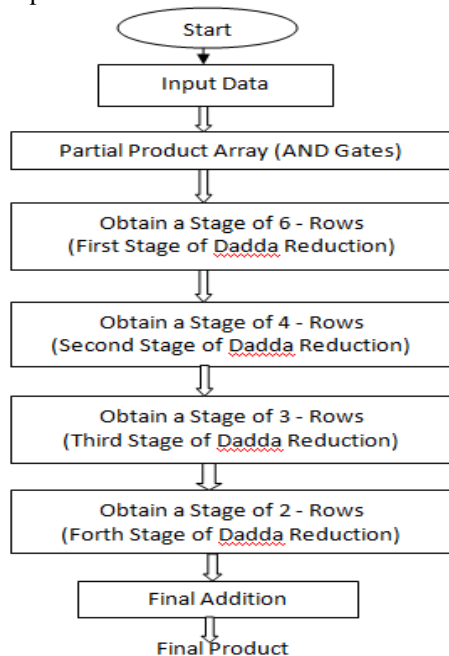 Start
Input Data
Partial Product Array (AND Gates)
Obtain a Stage of 6 - Rows
(First Stage of Dadda Reduction)
Obtain a Stage of 4 - Rows
(Second Stage of Dadda Reduction)
Obtain a Stage of 3 - Rows
(Third Stage of Dadda Reduction)
Obtain a Stage of 2 - Rows
(Forth Stage of Dadda Reduction)
Final Addition
Final Product